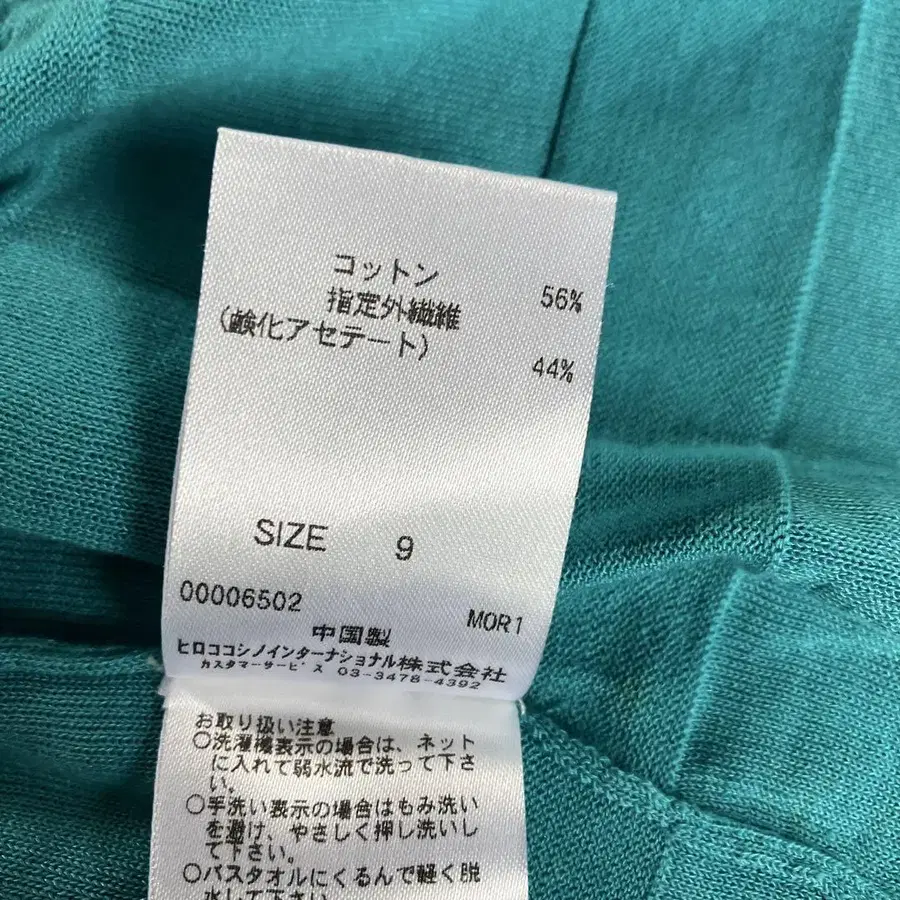 コットン 56%
指定外繊維
(鹸化アセテート) 44%
SIZE 9
00006502 MOR1
中国製
ヒロココシノインターナショナル株式会社
カスタマーサービス 03-3478-4392
お取り扱い注意
○洗濯機表示の場合は、ネット
に入れて弱水流で洗って下さ
い。
○手洗い表示の場合はもみ洗い
を避け、やさしく押し洗いし
て下さい。
○バスタオルにくるんで軽く脱
水して下さい